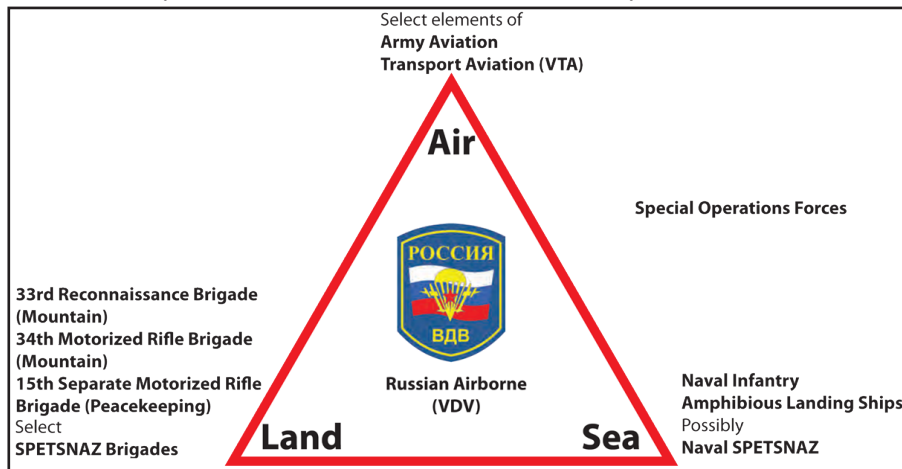 Select elements of
Army Aviation
Transport Aviation (VTA)
Air
Special Operations Forces
РОССИЯ
ВДВ
Russian Airborne
(VDV)
33rd Reconnaissance Brigade
(Mountain)
34th Motorized Rifle Brigade
(Mountain)
15th Separate Motorized Rifle
Brigade (Peacekeeping)
Select
SPETSNAZ Brigades
Land
Sea
Naval Infantry
Amphibious Landing Ships
Possibly
Naval SPETSNAZ